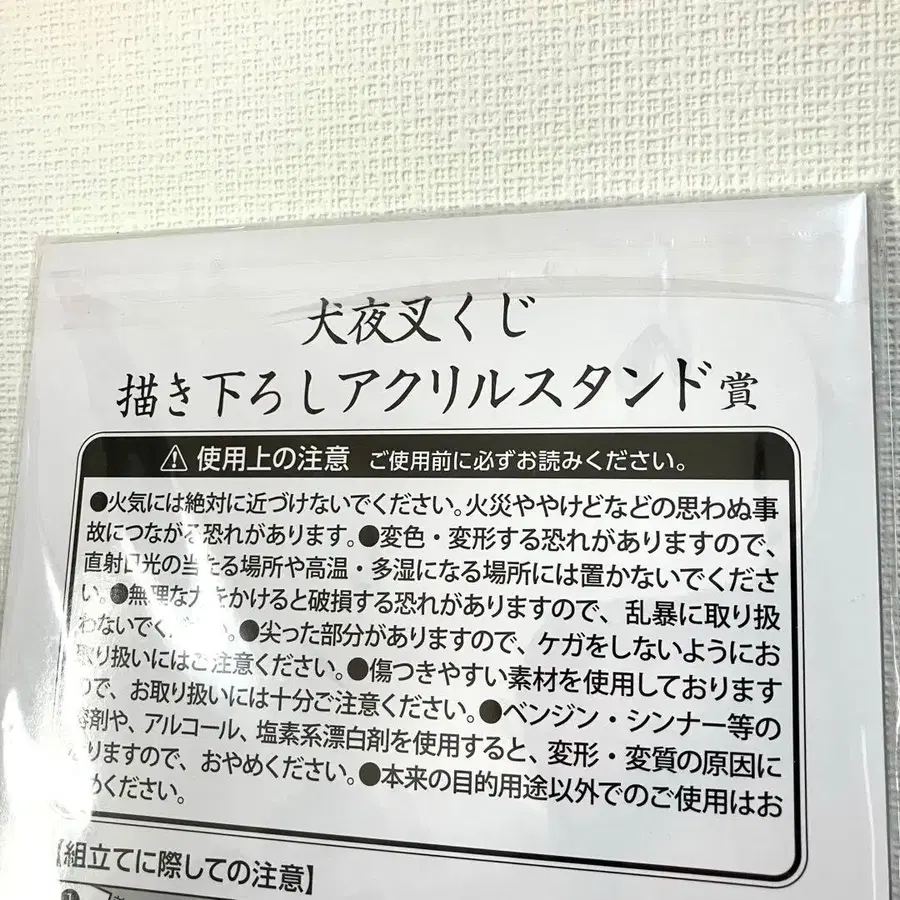 犬夜叉くじ
描き下ろしアクリルスタンド賞
⚠ 使用上の注意 ご使用前に必ずお読みください。
●火気には絶対に近づけないでください。火災ややけどなどの思わぬ事
故につながる恐れがあります。●変色・変形する恐れがありますので、
直射日光の当たる場所や高温・多湿になる場所には置かないでくださ
い。●無理な力をかけると破損する恐れがありますので、乱暴に取り扱
わないでください。●尖った部分がありますので、ケガをしないようにお
取り扱いにはご注意ください。●傷つきやすい素材を使用しております
ので、お取り扱いには十分ご注意ください。●ベンジン・シンナー等の
溶剤や、アルコール、塩素系漂白剤を使用すると、変形・変質の原因に
なりますので、おやめください。●本来の目的用途以外でのご使用はお
やめください。
【組立てに際しての注意】